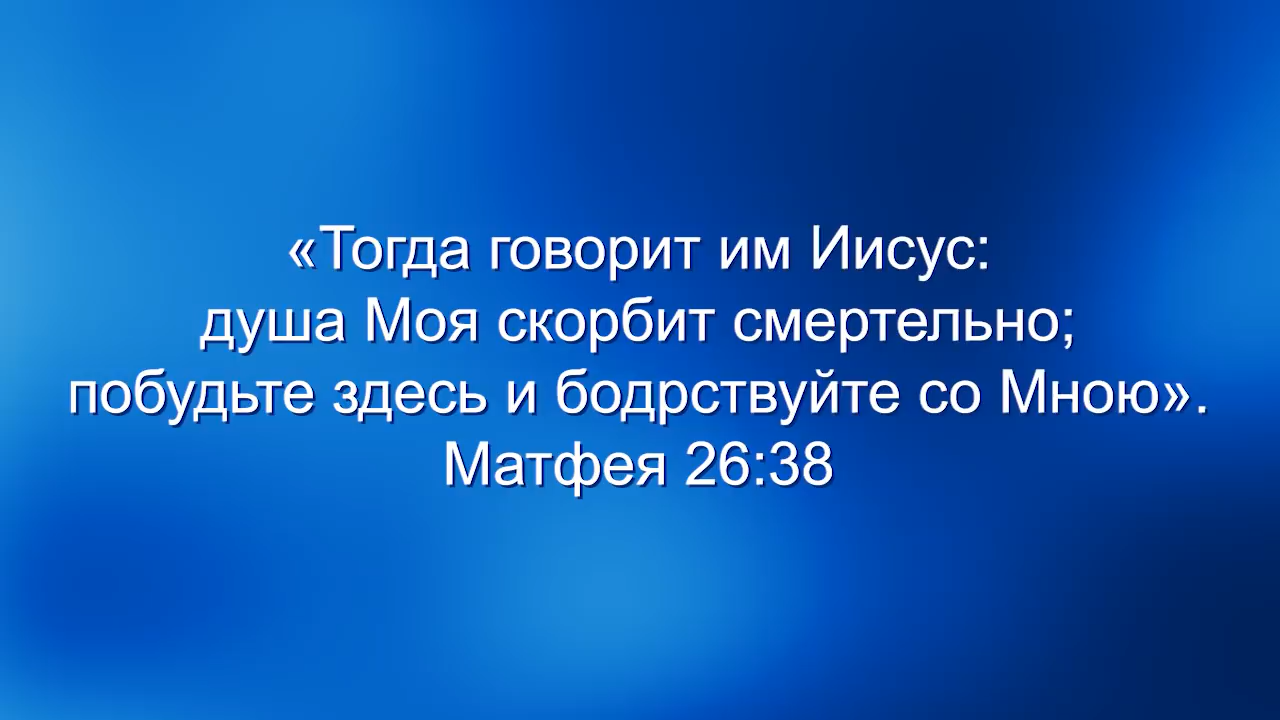 «Тогда говорит им Иисус:
душа Моя скорбит смертельно;
побудьте здесь и бодрствуйте со Мною».
Матфея 26:38